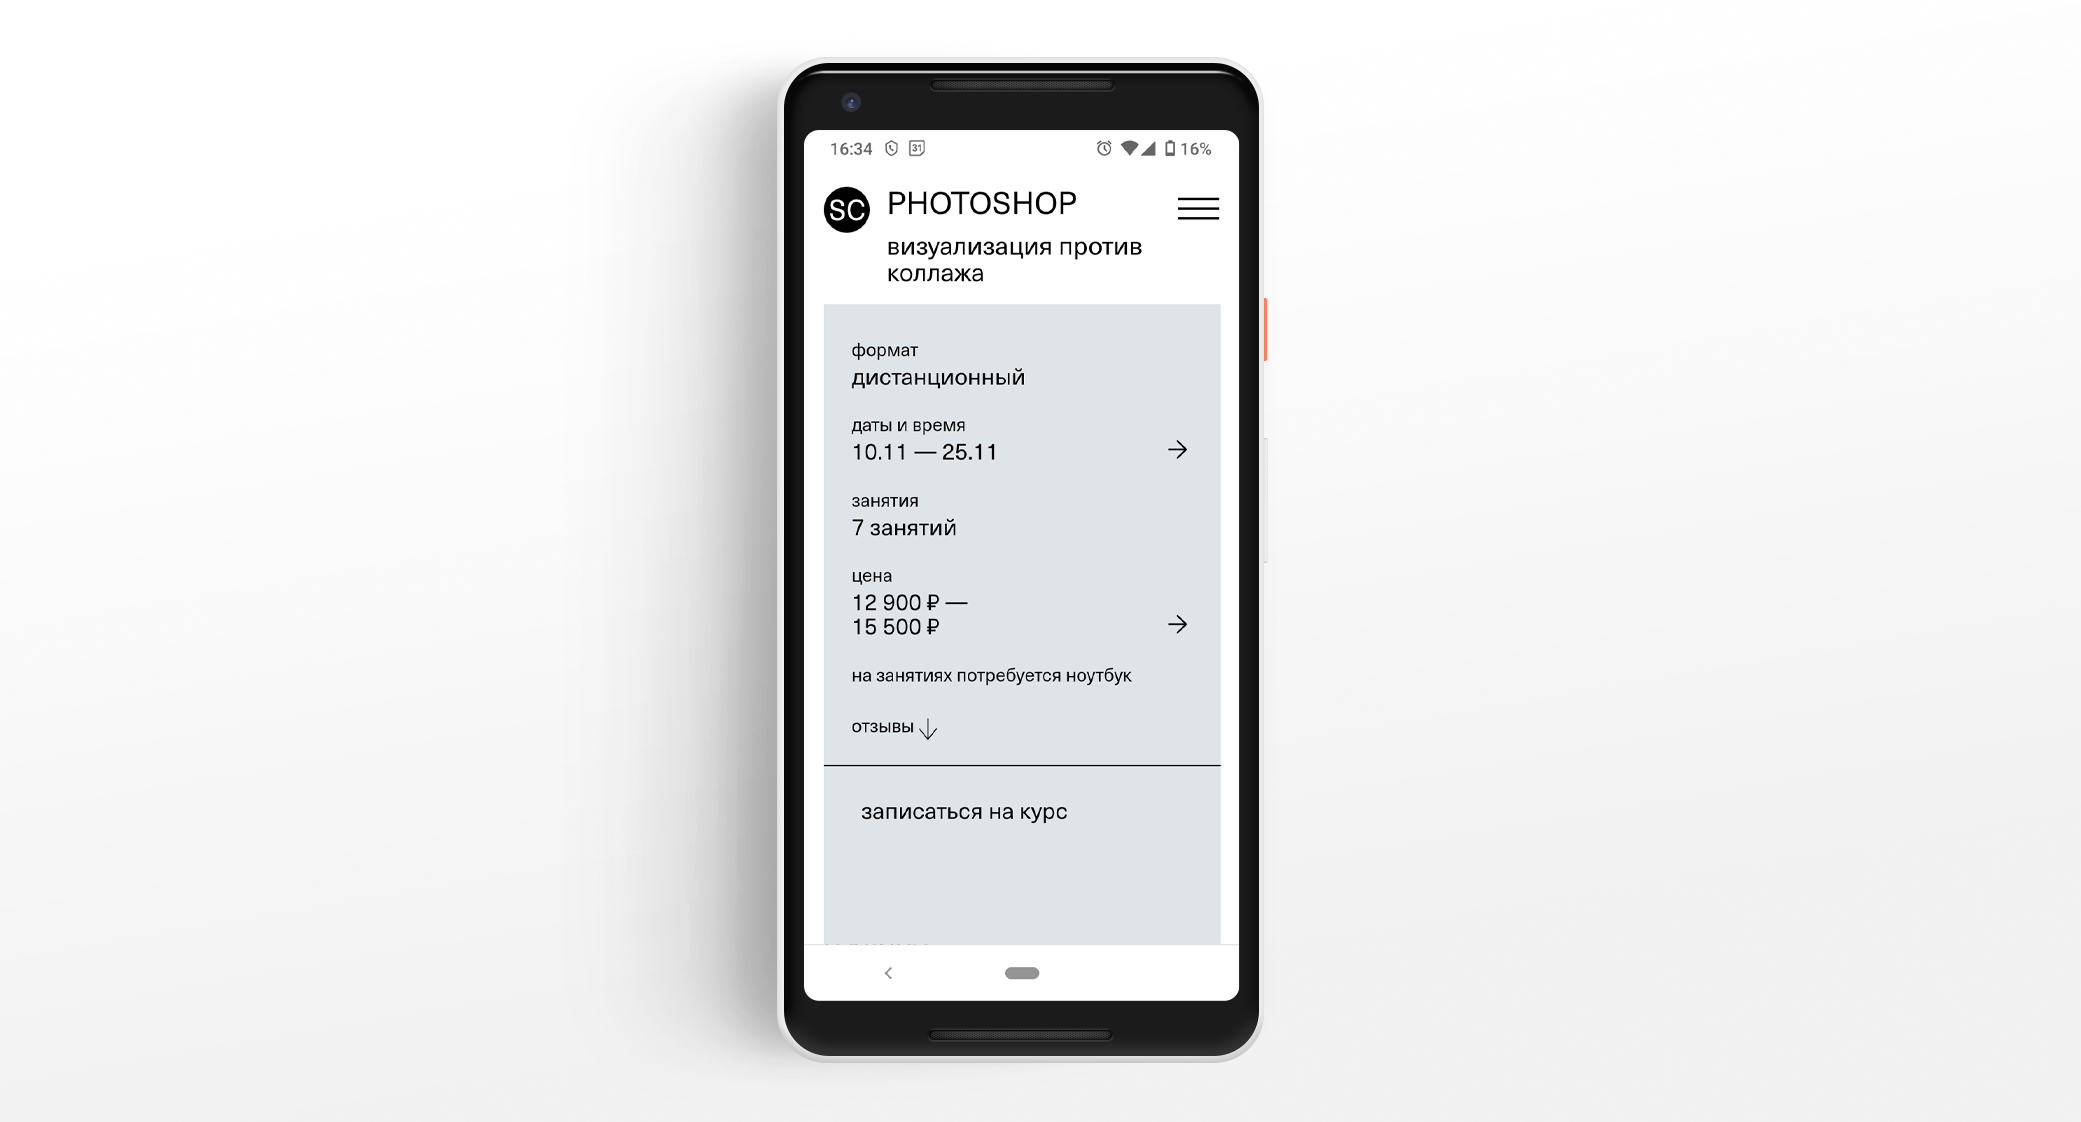 16:34 31 16%
SC PHOTOSHOP
визуализация против
коллажа
формат
дистанционный
даты и время
10.11 — 25.11
занятия
7 занятий
цена
12 900 ₽ —
15 500 ₽
на занятиях потребуется ноутбук
отзывы ↓
записаться на курс